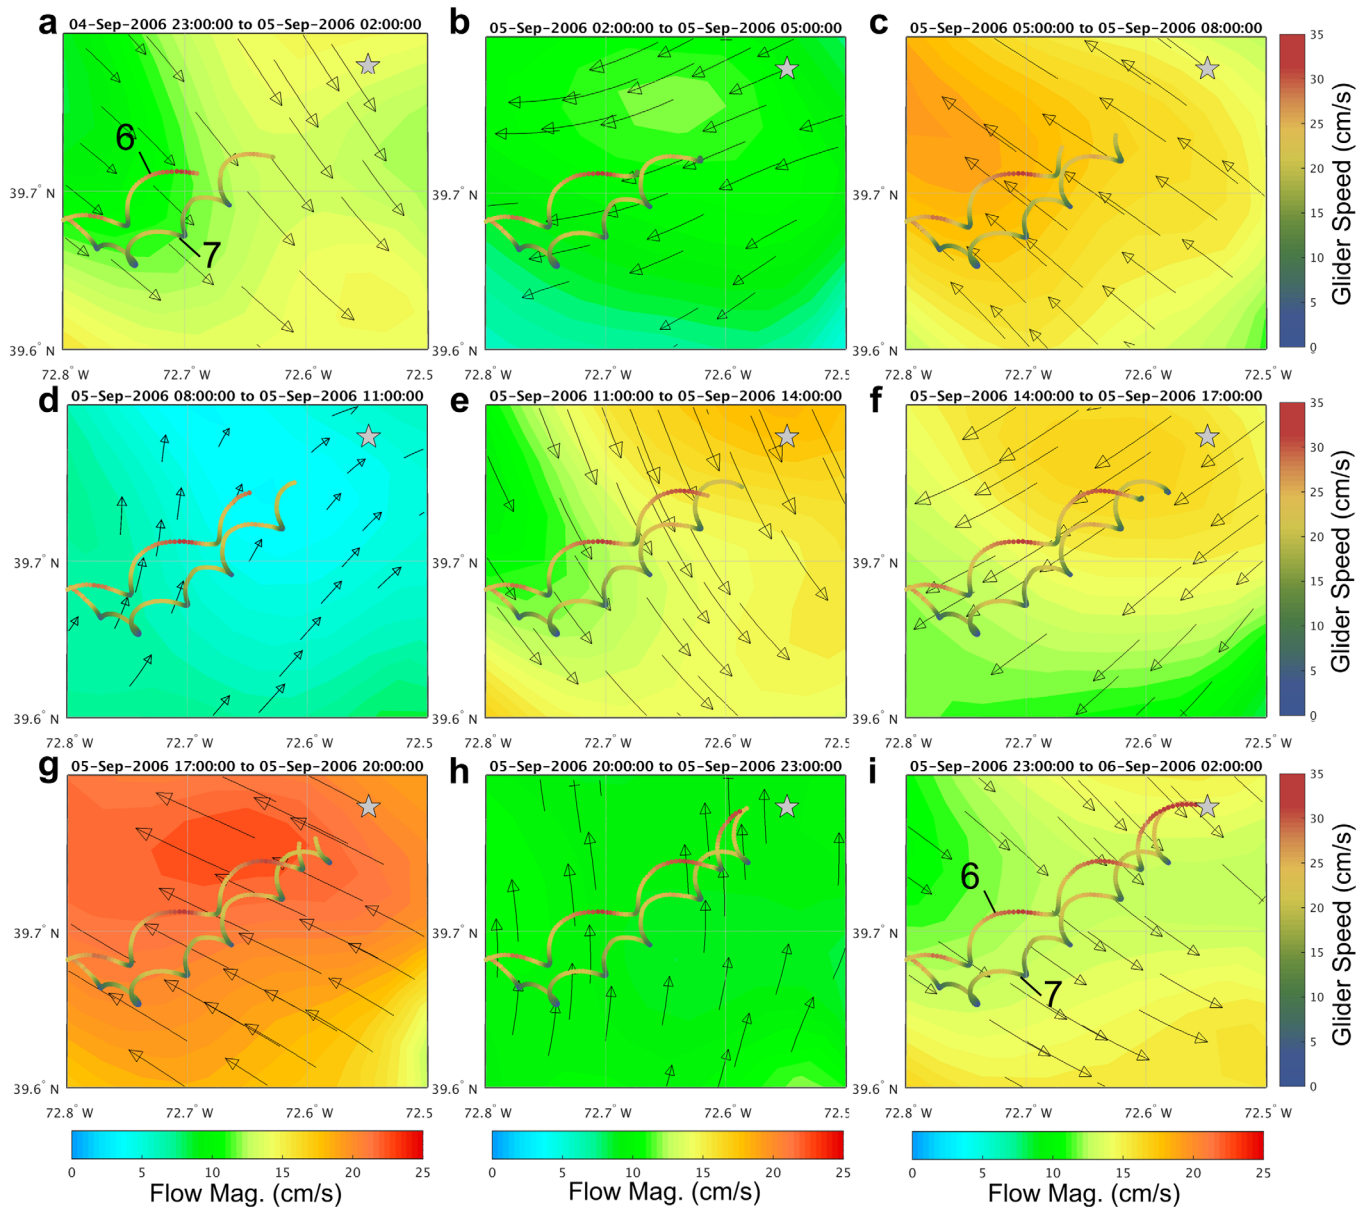 a 04-Sep-2006 23:00:00 to 05-Sep-2006 02:00:00
b 05-Sep-2006 02:00:00 to 05-Sep-2006 05:00:00
c 05-Sep-2006 05:00:00 to 05-Sep-2006 08:00:00
6
7
39.7° N
39.6° N
72.8° W
72.7° W
72.6° W
72.5
39.7° N
39.6° N
72.8° W
72.7° W
72.6° W
72.5
39.7° N
39.6° N
72.8° W
72.7° W
72.6° W
72.5° W
35
30
25
20
15
10
5
0
Glider Speed (cm/s)
d 05-Sep-2006 08:00:00 to 05-Sep-2006 11:00:00
e 05-Sep-2006 11:00:00 to 05-Sep-2006 14:00:00
f 05-Sep-2006 14:00:00 to 05-Sep-2006 17:00:00
39.7° N
39.6° N
72.8° W
72.7° W
72.6° W
72.5
39.7° N
39.6° N
72.8° W
72.7° W
72.6° W
72.5
39.7° N
39.6° N
72.8° W
72.7° W
72.6° W
72.5° W
35
30
25
20
15
10
5
0
Glider Speed (cm/s)
g 05-Sep-2006 17:00:00 to 05-Sep-2006 20:00:00
h 05-Sep-2006 20:00:00 to 05-Sep-2006 23:00:00
i 05-Sep-2006 23:00:00 to 06-Sep-2006 02:00:00
39.7° N
39.6° N
72.8° W
72.7° W
72.6° W
72.5
39.7° N
39.6° N
72.8° W
72.7° W
72.6° W
72.5
6
7
39.7° N
39.6° N
72.8° W
72.7° W
72.6° W
72.5° W
35
30
25
20
15
10
5
0
Glider Speed (cm/s)
0 5 10 15 20 25
Flow Mag. (cm/s)
0 5 10 15 20 25
Flow Mag. (cm/s)
0 5 10 15 20 25
Flow Mag. (cm/s)